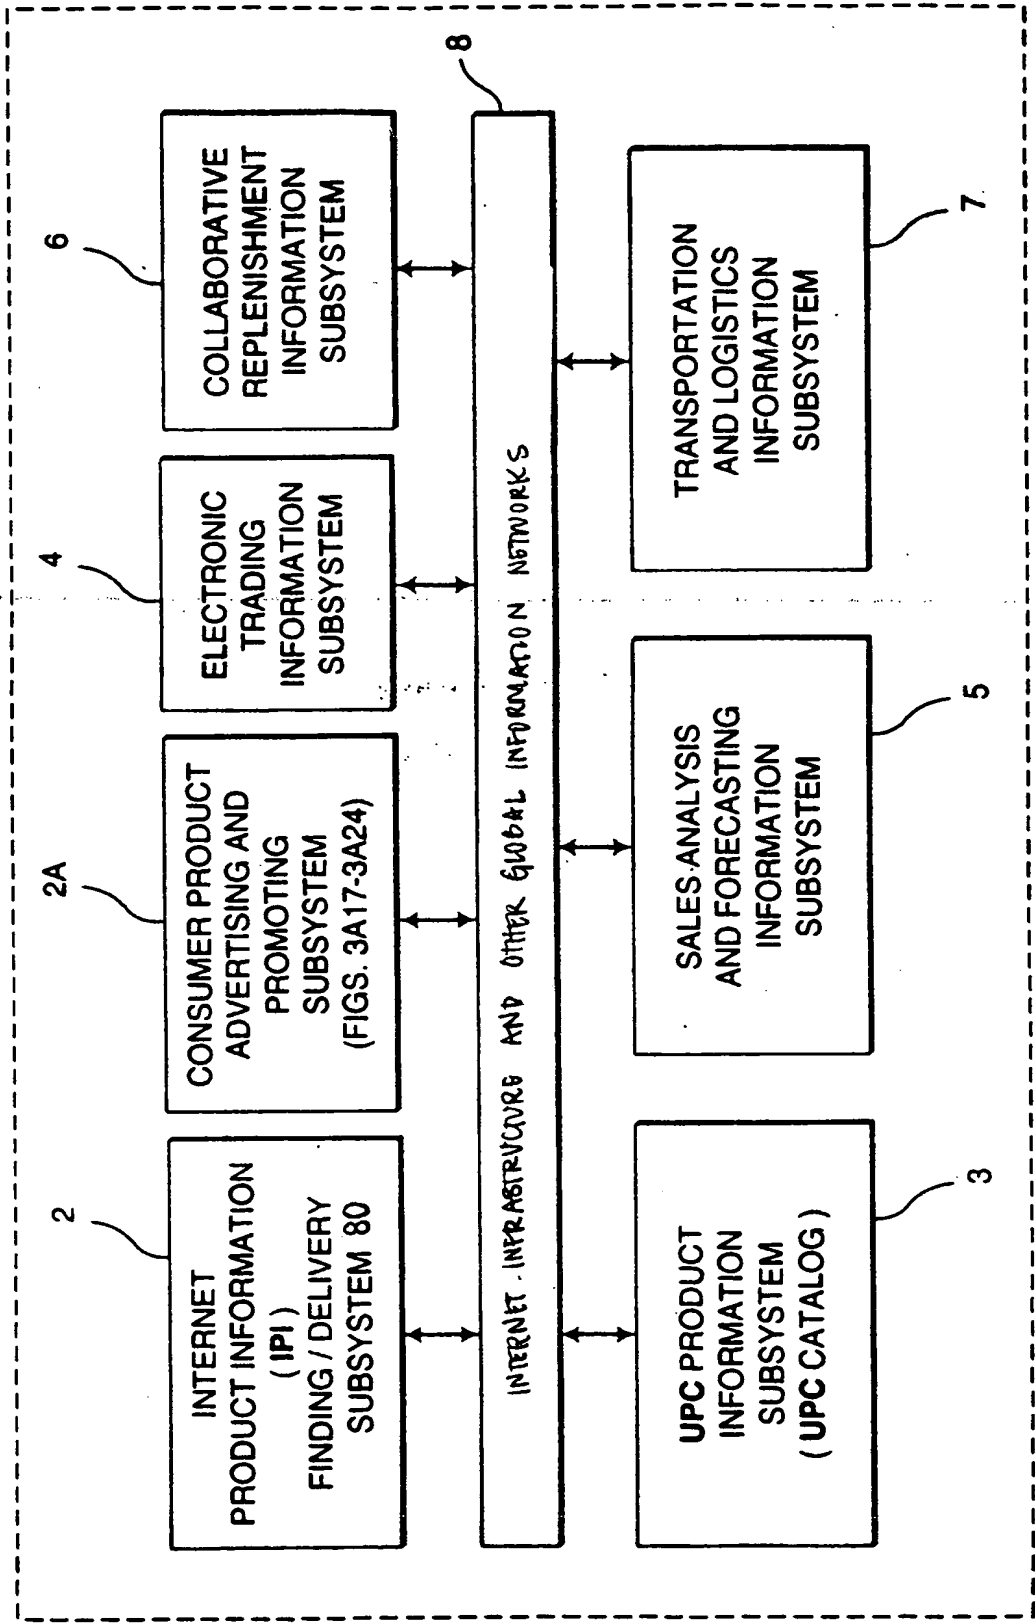 2
INTERNET
PRODUCT INFORMATION
( IPI )
FINDING / DELIVERY
SUBSYSTEM 80
2A
CONSUMER PRODUCT
ADVERTISING AND
PROMOTING
SUBSYSTEM
(FIGS. 3A17-3A24)
4
ELECTRONIC
TRADING
INFORMATION
SUBSYSTEM
6
COLLABORATIVE
REPLENISHMENT
INFORMATION
SUBSYSTEM
INTERNET INFRASTRUCTURE AND OTHER GLOBAL INFORMATION NETWORKS
8
UPC PRODUCT
INFORMATION
SUBSYSTEM
( UPC CATALOG )
3
SALES ANALYSIS
AND FORECASTING
INFORMATION
SUBSYSTEM
5
TRANSPORTATION
AND LOGISTICS
INFORMATION
SUBSYSTEM
7